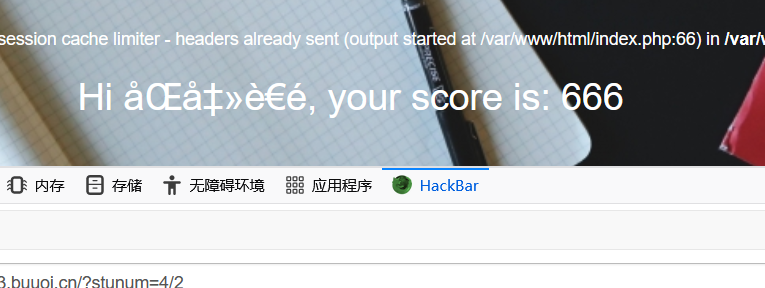 session cache limiter - headers already sent (output started at /var/www/html/index.php:66) in /var/w
Hi åŒå‡»è€é, your score is: 666
内存 存储 无障碍环境 应用程序 HackBar
3.buuoj.cn/?stunum=4/2